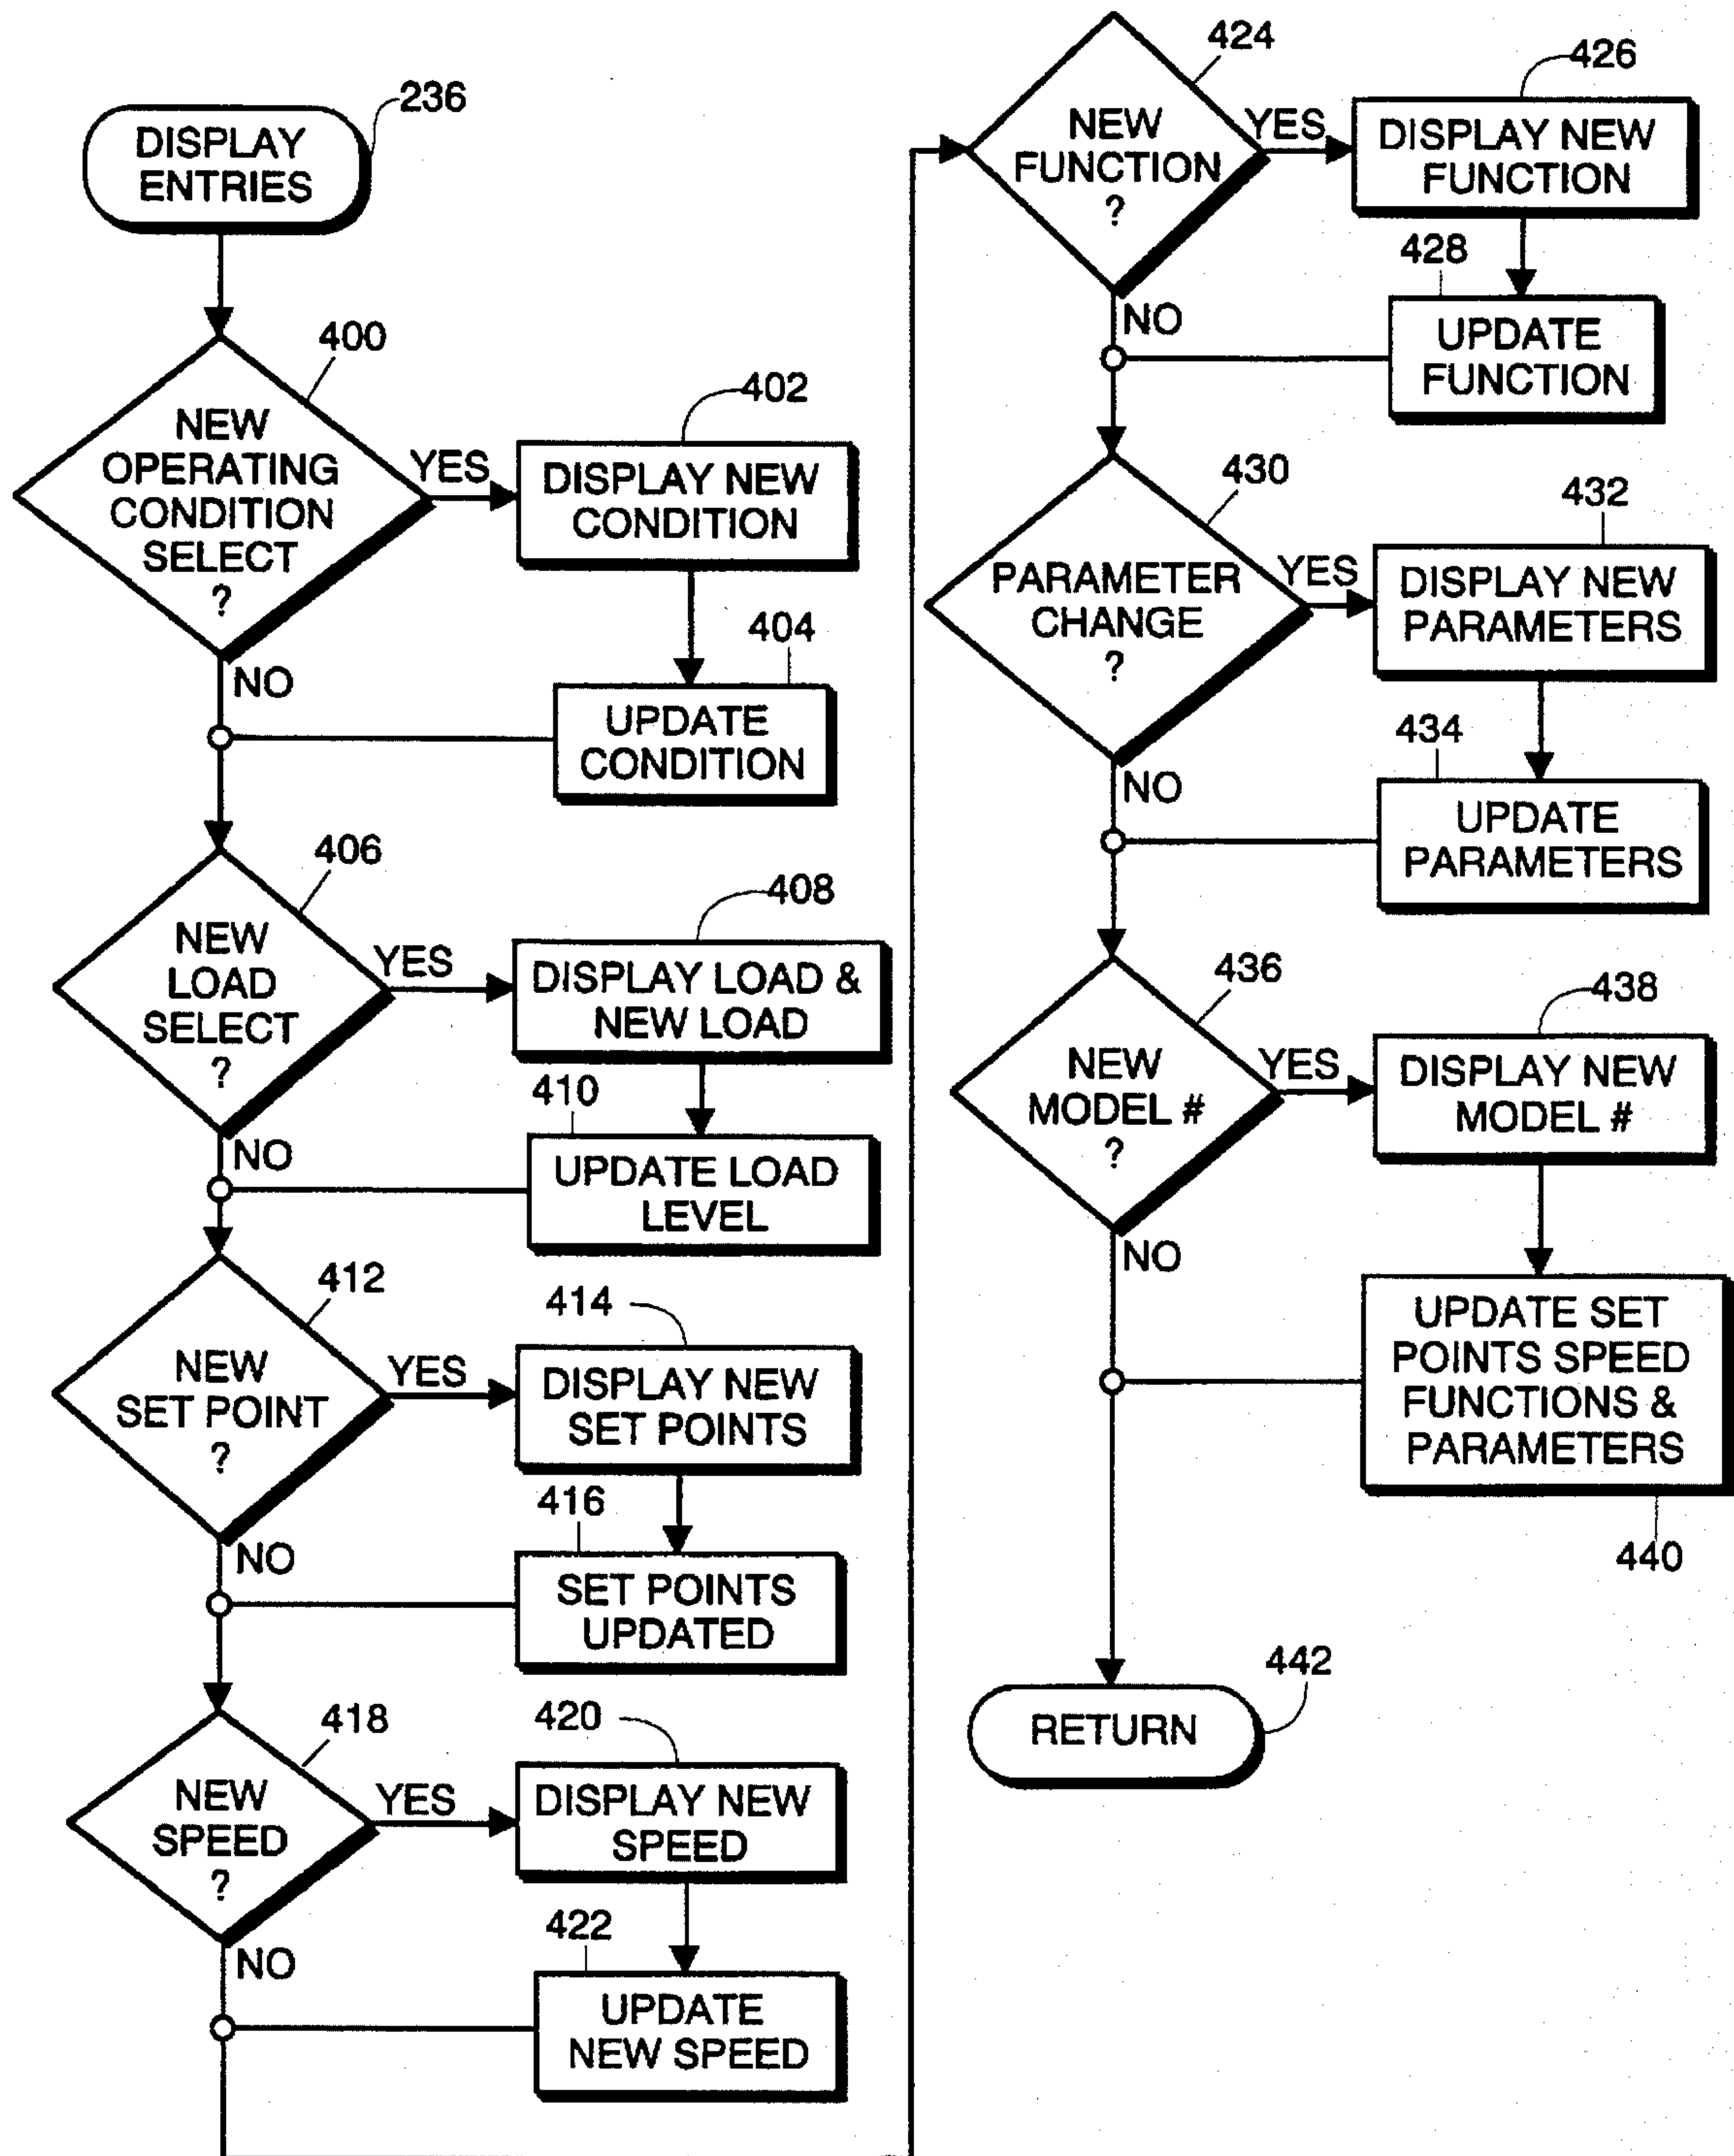 236
DISPLAY
ENTRIES
400
NEW
OPERATING
CONDITION
SELECT
?
YES
NO
402
DISPLAY NEW
CONDITION
404
UPDATE
CONDITION
406
NEW
LOAD
SELECT
?
YES
NO
408
DISPLAY LOAD &
NEW LOAD
410
UPDATE LOAD
LEVEL
412
NEW
SET POINT
?
YES
NO
414
DISPLAY NEW
SET POINTS
416
SET POINTS
UPDATED
418
NEW
SPEED
?
YES
NO
420
DISPLAY NEW
SPEED
422
UPDATE
NEW SPEED
424
NEW
FUNCTION
?
YES
NO
426
DISPLAY NEW
FUNCTION
428
UPDATE
FUNCTION
430
PARAMETER
CHANGE
?
YES
NO
432
DISPLAY NEW
PARAMETERS
434
UPDATE
PARAMETERS
436
NEW
MODEL #
?
YES
NO
438
DISPLAY NEW
MODEL #
UPDATE SET
POINTS SPEED
FUNCTIONS &
PARAMETERS
440
442
RETURN